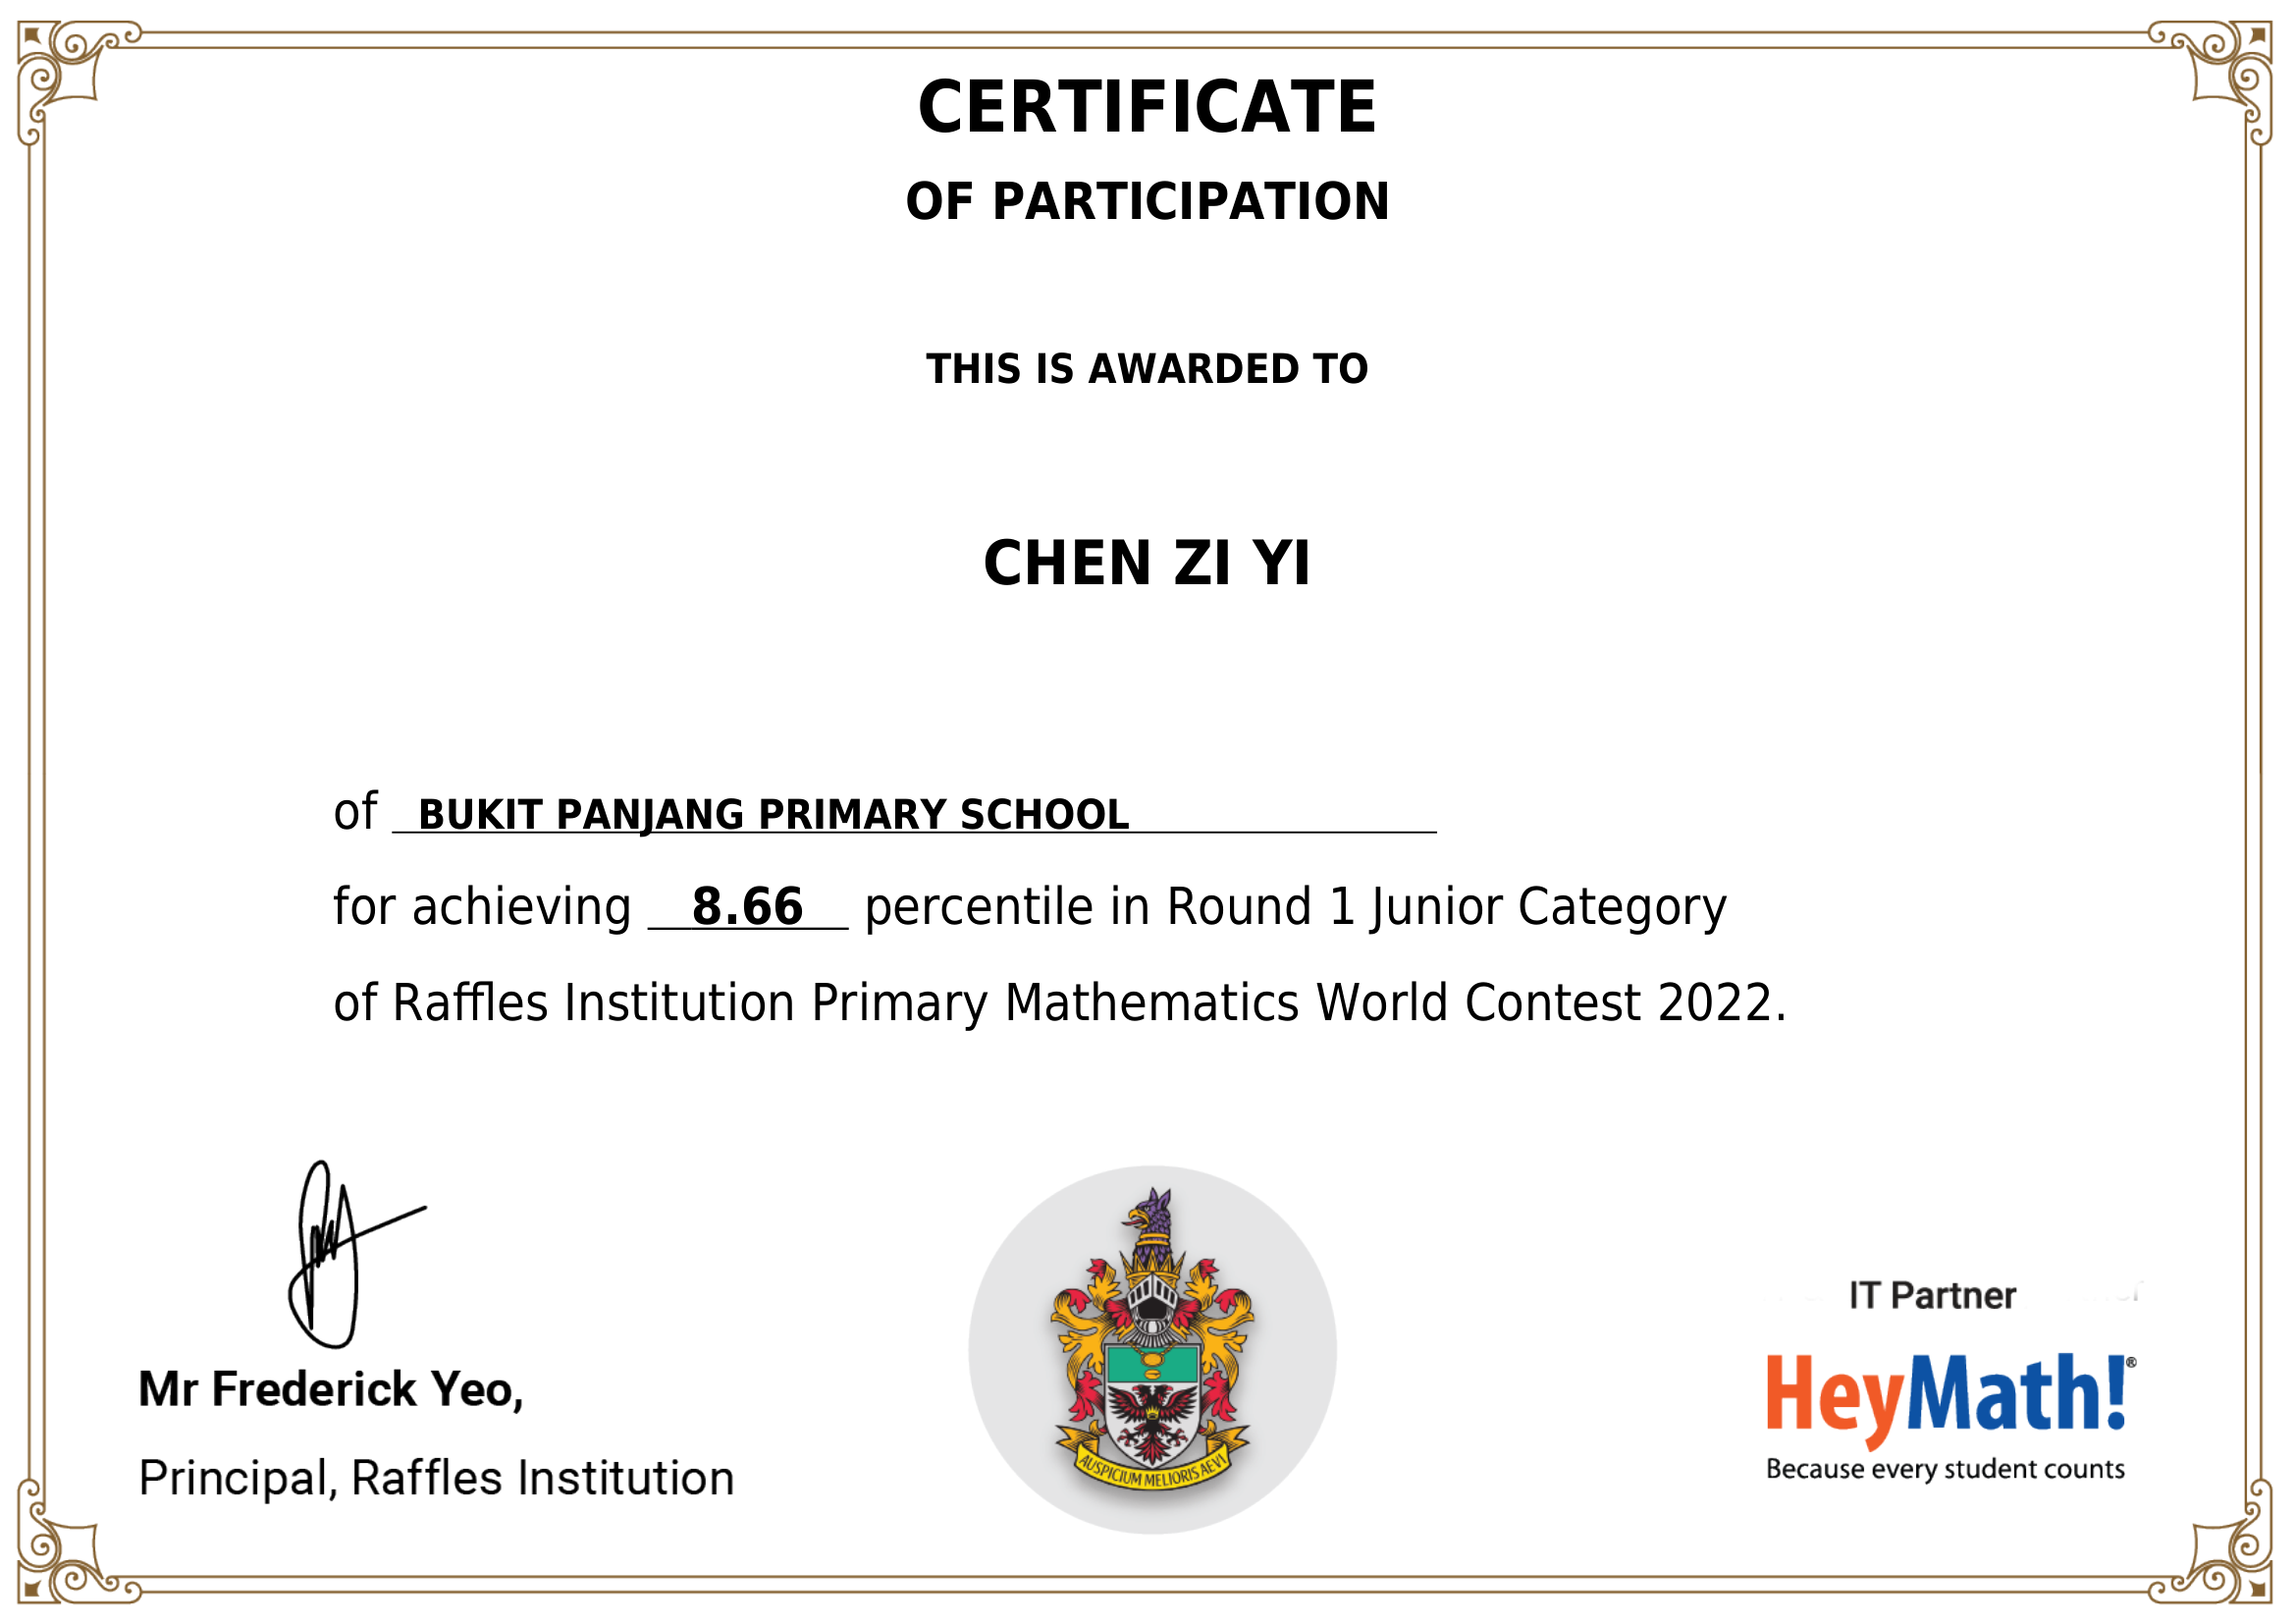 CERTIFICATE
OF PARTICIPATION
THIS IS AWARDED TO
CHEN ZI YI
of BUKIT PANJANG PRIMARY SCHOOL
for achieving 8.66 percentile in Round 1 Junior Category
of Raffles Institution Primary Mathematics World Contest 2022.
Mr Frederick Yeo,
Principal, Raffles Institution
AUSPICIUM MELIORIS AEVI
IT Partner
HeyMath!®
Because every student counts